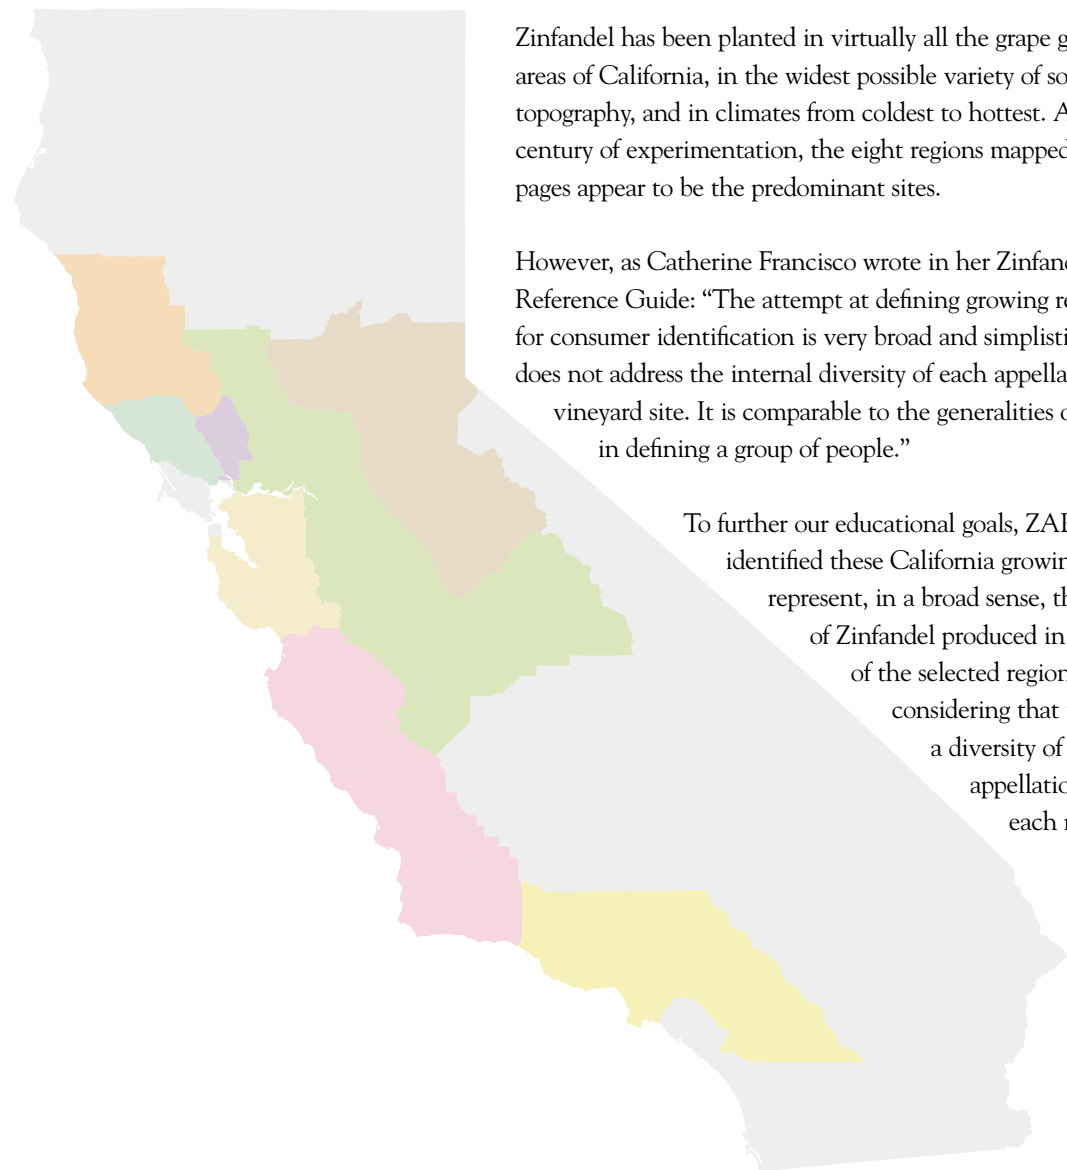 Zinfandel has been planted in virtually all the grape g
areas of California, in the widest possible variety of so
topography, and in climates from coldest to hottest. A
century of experimentation, the eight regions mapped
pages appear to be the predominant sites.
However, as Catherine Francisco wrote in her Zinfand
Reference Guide: “The attempt at defining growing re
for consumer identification is very broad and simplisti
does not address the internal diversity of each appella
vineyard site. It is comparable to the generalities o
in defining a group of people.”
To further our educational goals, ZAP
identified these California growin
represent, in a broad sense, th
of Zinfandel produced in
of the selected region
considering that
a diversity of
appellatio
each r